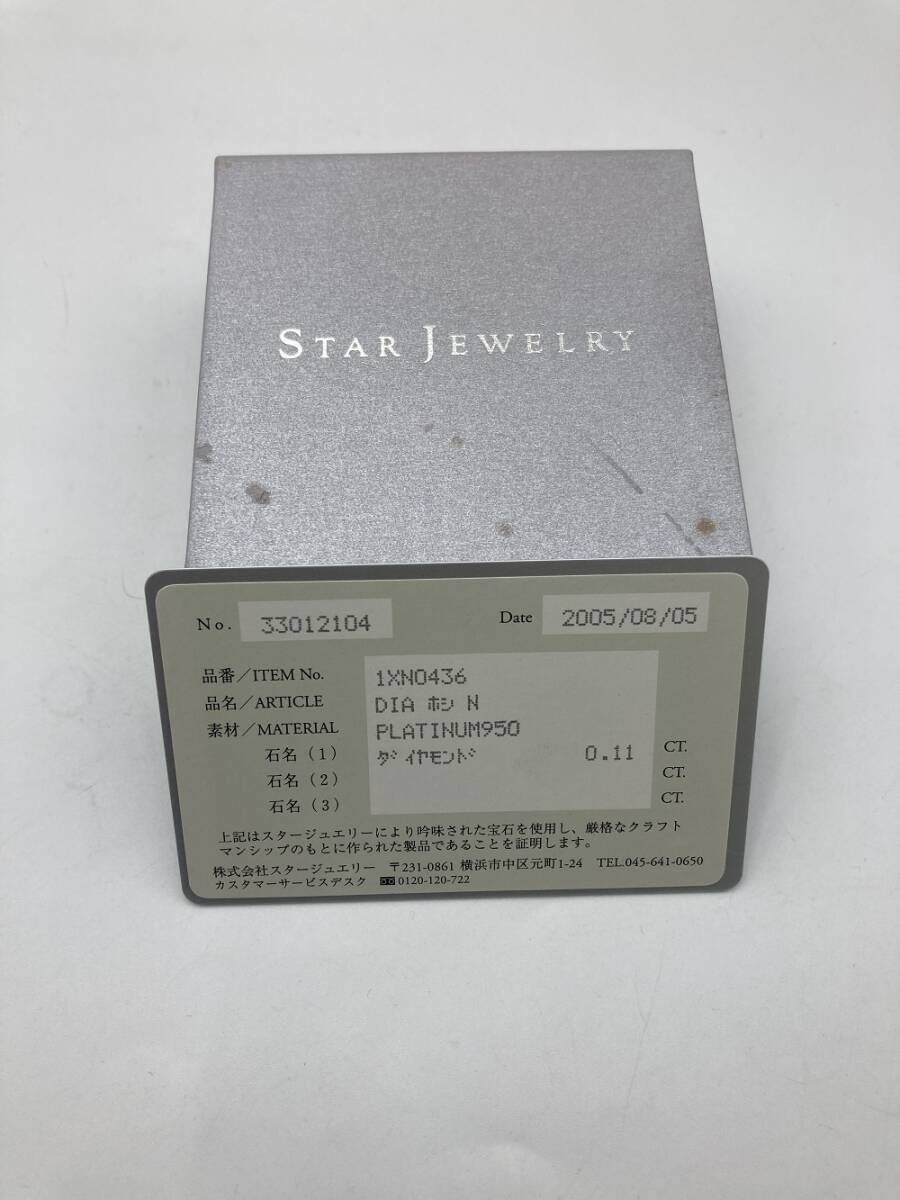 STAR JEWELRY
No. 33012104 Date 2005/08/05
品番/ITEM No. 1XN0436
品名/ARTICLE DIA ホシ N
素材/MATERIAL PLATINUM950
石名(1) ダイヤモンド 0.11 CT.
石名(2) CT.
石名(3) CT.
上記はスタージュエリーにより吟味された宝石を使用し、厳格なクラフト
マンシップのもとに作られた製品であることを証明します。
株式会社スタージュエリー 〒231-0861 横浜市中区元町1-24 TEL.045-641-0650
カスタマーサービスデスク 0120-120-722